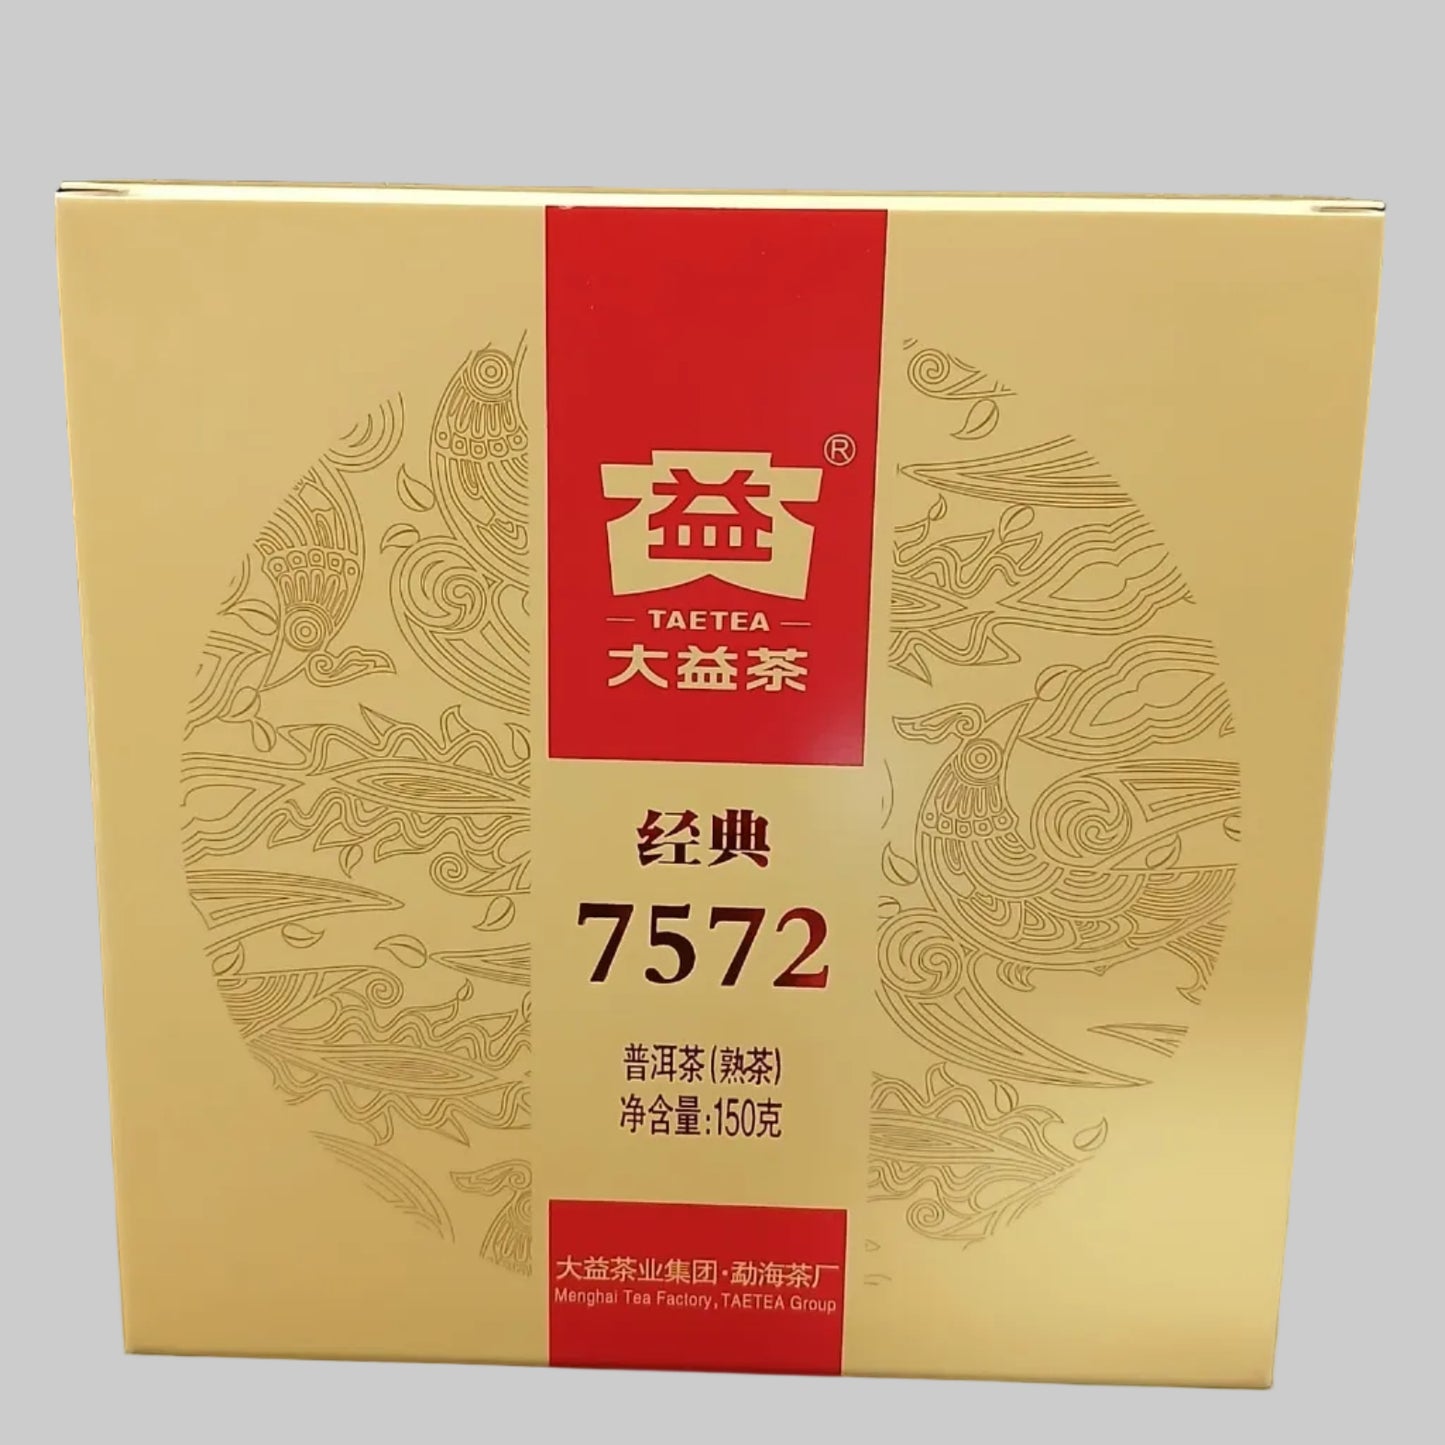 益®
TAETEA
大益茶
经典
7572
普洱茶(熟茶)
净含量:150克
大益茶业集团·勐海茶厂
Menghai Tea Factory, TAETEA Group